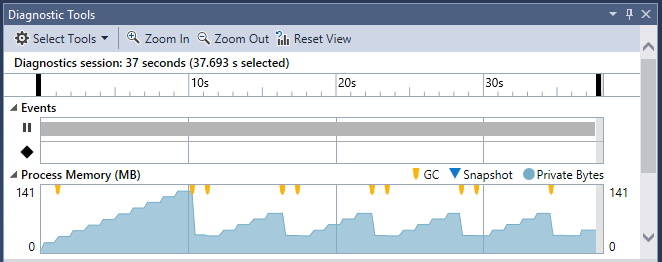 Diagnostic Tools
Select Tools Zoom In Zoom Out Reset View
Diagnostics session: 37 seconds (37.693 s selected)
10s 20s 30s
Events
Process Memory (MB) GC Snapshot Private Bytes
141 141
0 0